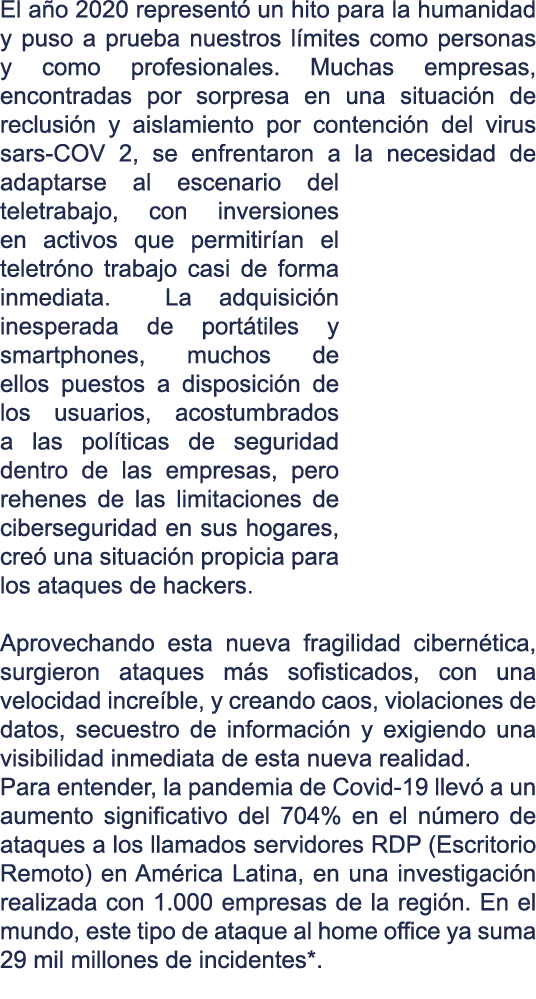 El año 2020 representó un hito para la humanidad
y puso a prueba nuestros límites como personas
y como profesionales. Muchas empresas,
encontradas por sorpresa en una situación de
reclusión y aislamiento por contención del virus
sars-COV 2, se enfrentaron a la necesidad de
adaptarse al escenario del
teletrabajo, con inversiones
en activos que permitirían el
teletróno trabajo casi de forma
inmediata. La adquisición
inesperada de portátiles y
smartphones, muchos de
ellos puestos a disposición de
los usuarios, acostumbrados
a las políticas de seguridad
dentro de las empresas, pero
rehenes de las limitaciones de
ciberseguridad en sus hogares,
creó una situación propicia para
los ataques de hackers.

Aprovechando esta nueva fragilidad cibernética,
surgieron ataques más sofisticados, con una
velocidad increíble, y creando caos, violaciones de
datos, secuestro de información y exigiendo una
visibilidad inmediata de esta nueva realidad.
Para entender, la pandemia de Covid-19 llevó a un
aumento significativo del 704% en el número de
ataques a los llamados servidores RDP (Escritorio
Remoto) en América Latina, en una investigación
realizada con 1.000 empresas de la región. En el
mundo, este tipo de ataque al home office ya suma
29 mil millones de incidentes*.